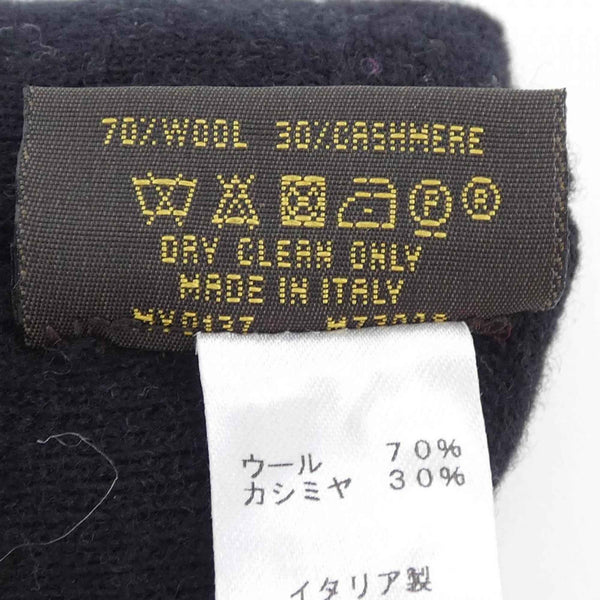 70%WOOL 30%CASHMERE
F R
DRY CLEAN ONLY
MADE IN ITALY
MY0137
ウール 70%
カシミヤ 30%
イタリア製